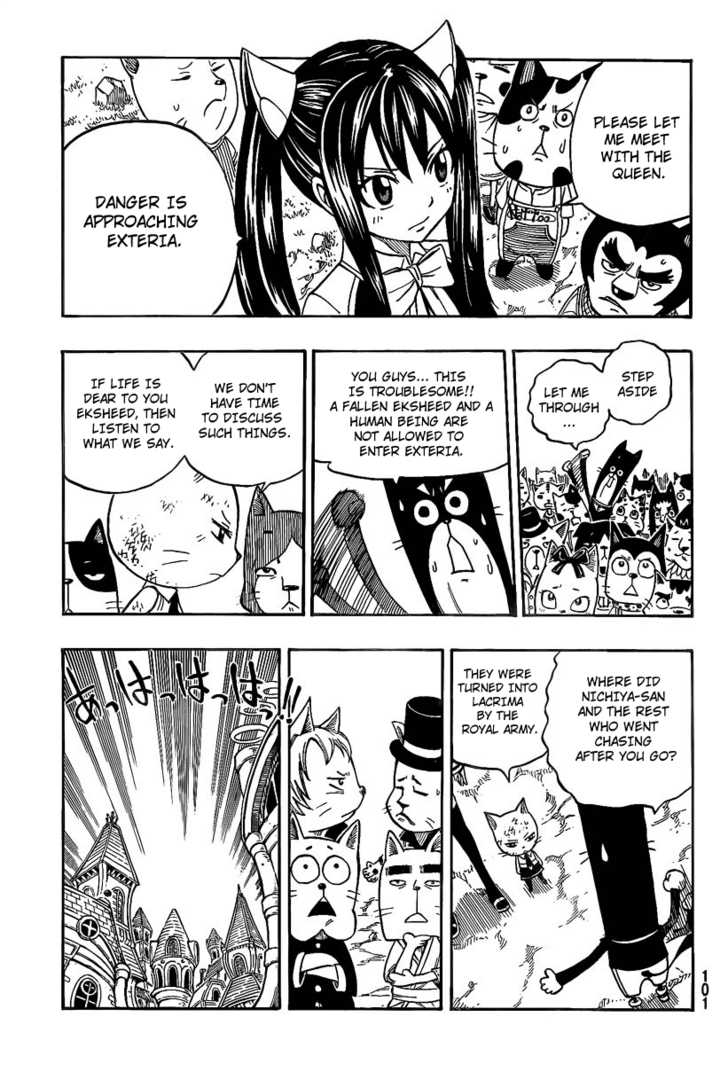 PLEASE LET
ME MEET
WITH THE
QUEEN.
DANGER IS
APPROACHING
EXTERIA.
STEP
ASIDE
LET ME
THROUGH
...
YOU GUYS... THIS
IS TROUBLESOME!!
A FALLEN EKSHEED AND A
HUMAN BEING ARE
NOT ALLOWED TO
ENTER EXTERIA.
WE DON'T
HAVE TIME
TO DISCUSS
SUCH THINGS.
IF LIFE IS
DEAR TO YOU
EKSHEED, THEN
LISTEN TO
WHAT WE SAY.
M
WHERE DID
NICHIYA-SAN
AND THE REST
WHO WENT
CHASING
AFTER YOU GO?
THEY WERE
TURNED INTO
LACRIMA
BY THE
ROYAL ARMY.
あっはっはっはっ!!
101